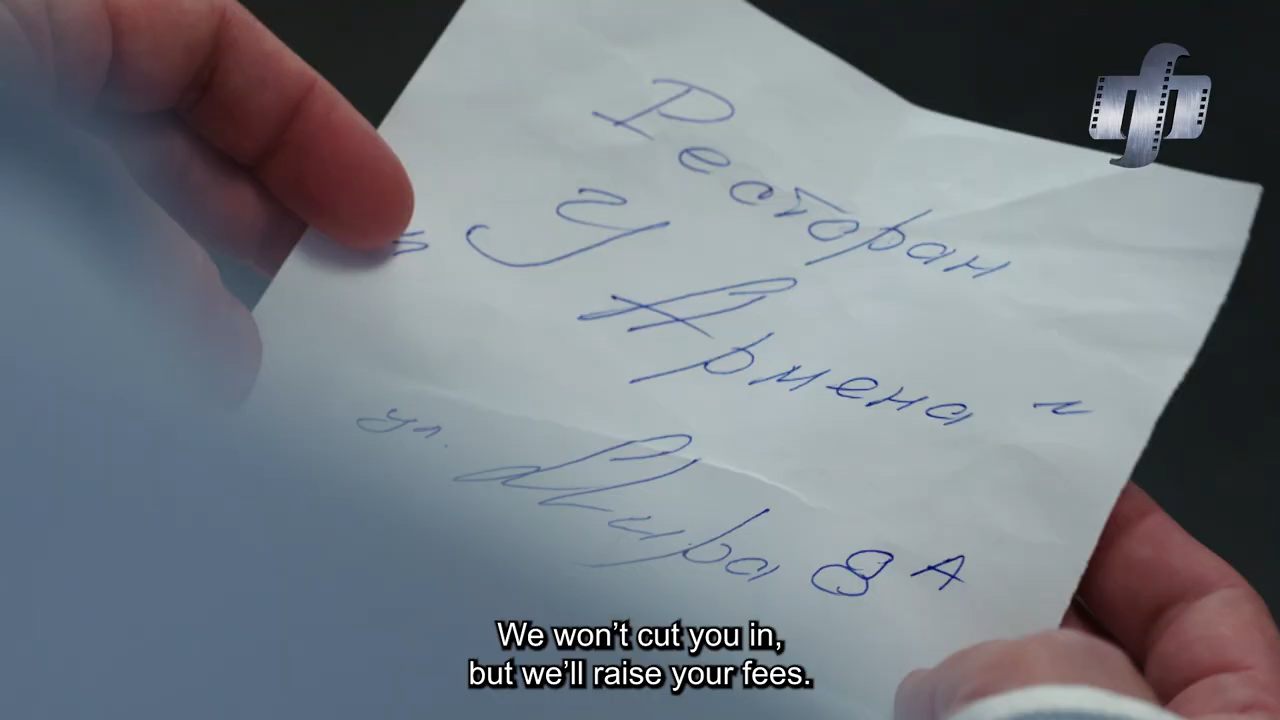 Ресторан
"У Армена"
ул. Мира 8А
We won't cut you in,
but we'll raise your fees.